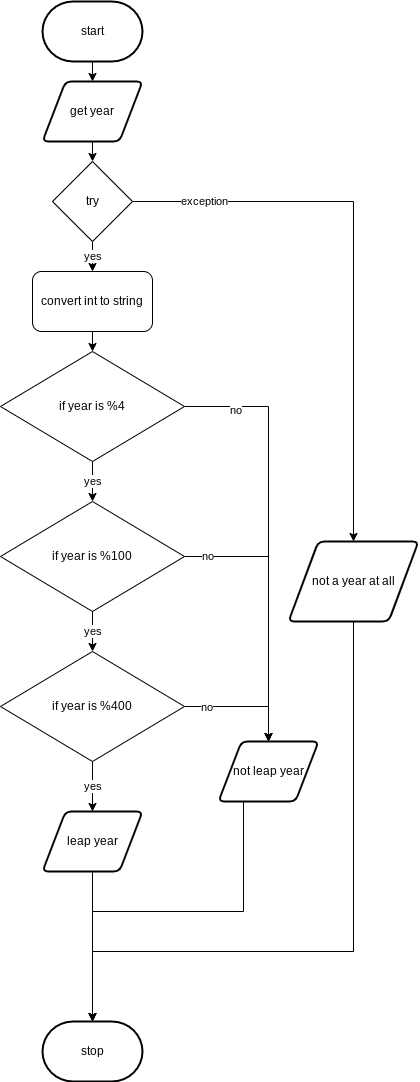 start
get year
try
exception
yes
convert int to string
if year is %4
no
yes
if year is %100
no
yes
not a year at all
if year is %400
no
yes
not leap year
leap year
stop